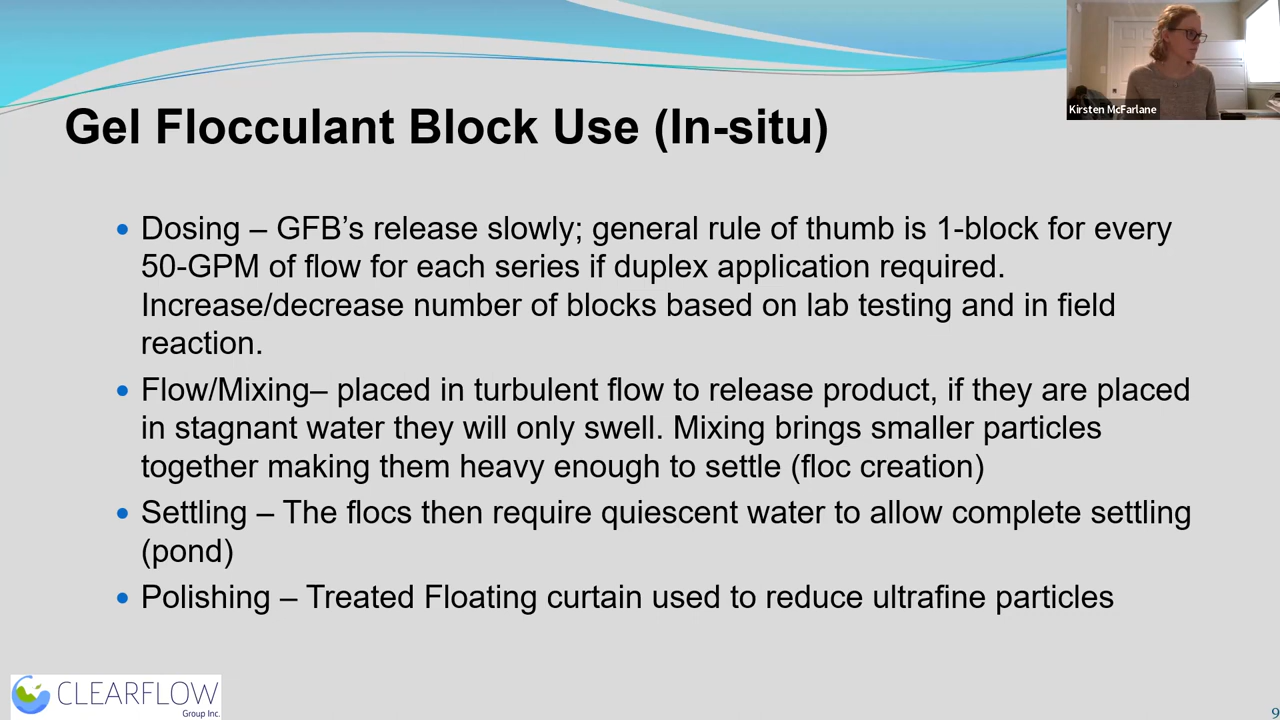 Kirsten McFarlane
Gel Flocculant Block Use (In-situ)
• Dosing – GFB’s release slowly; general rule of thumb is 1-block for every
50-GPM of flow for each series if duplex application required.
Increase/decrease number of blocks based on lab testing and in field
reaction.
• Flow/Mixing– placed in turbulent flow to release product, if they are placed
in stagnant water they will only swell. Mixing brings smaller particles
together making them heavy enough to settle (floc creation)
• Settling – The flocs then require quiescent water to allow complete settling
(pond)
• Polishing – Treated Floating curtain used to reduce ultrafine particles
CLEARFLOW
Group Inc.
9